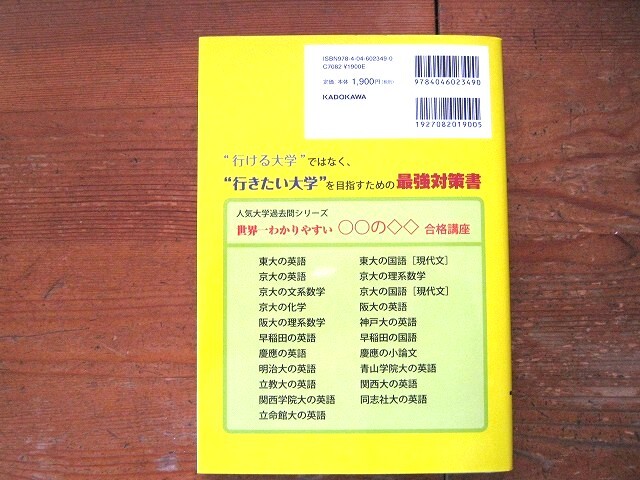 ISBN978-4-04-602349-0
C7082 ¥1900E
定価 本体 1,900円(税別)
KADOKAWA
9784046023490
1927082019005
“行ける大学”ではなく、
“行きたい大学”を目指すための最強対策書
人気大学過去問シリーズ
世界一わかりやすい 〇〇の◇◇ 合格講座
東大の英語 東大の国語[現代文]
京大の英語 京大の理系数学
京大の文系数学 京大の国語[現代文]
京大の化学 阪大の英語
阪大の理系数学 神戸大の英語
早稲田の英語 早稲田の国語
慶應の英語 慶應の小論文
明治大の英語 青山学院大の英語
立教大の英語 関西大の英語
関西学院大の英語 同志社大の英語
立命館大の英語